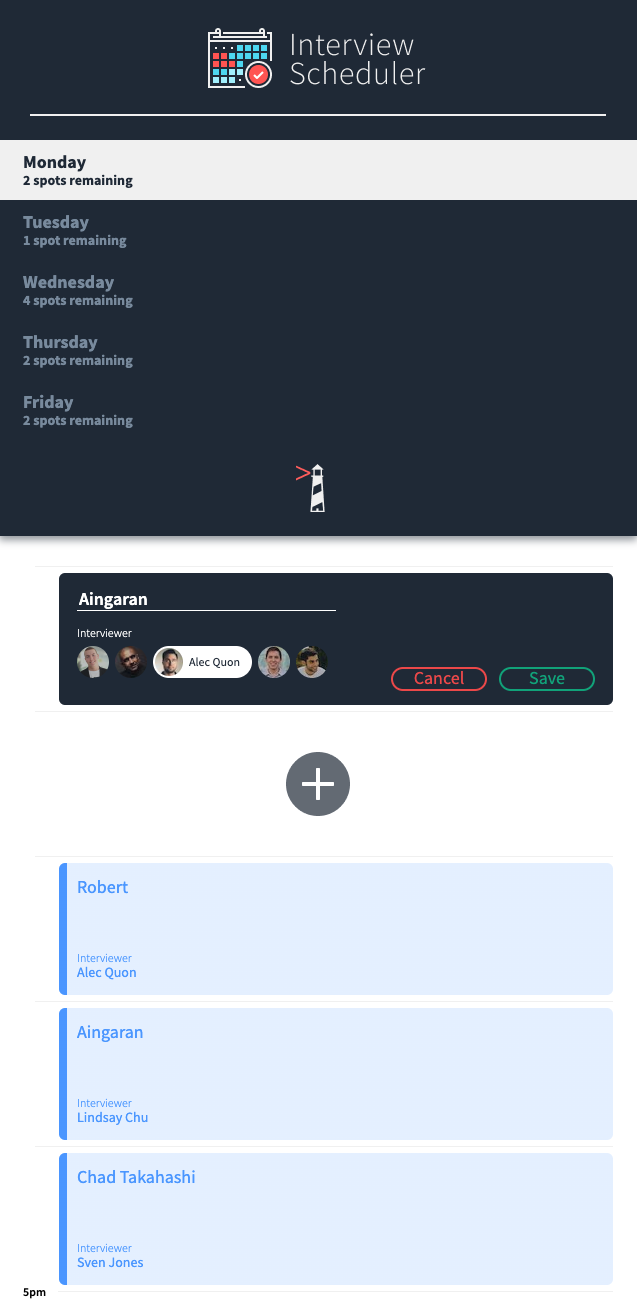 Interview
Scheduler
Monday
2 spots remaining
Tuesday
1 spot remaining
Wednesday
4 spots remaining
Thursday
2 spots remaining
Friday
2 spots remaining
>
Aingaran
Interviewer
Alec Quon
Cancel
Save
Robert
Interviewer
Alec Quon
Aingaran
Interviewer
Lindsay Chu
Chad Takahashi
Interviewer
Sven Jones
5pm